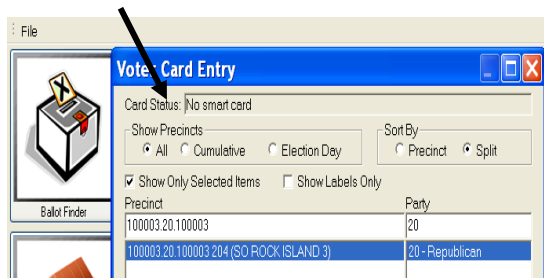 File
Voter Card Entry
Card Status: No smart card
Show Precincts
All Cumulative Election Day
Sort By
Precinct Split
Show Only Selected Items Show Labels Only
Precinct Party
100003.20.100003 20
100003.20.100003 204 (SO ROCK ISLAND 3) 20 - Republican
Ballot Finder